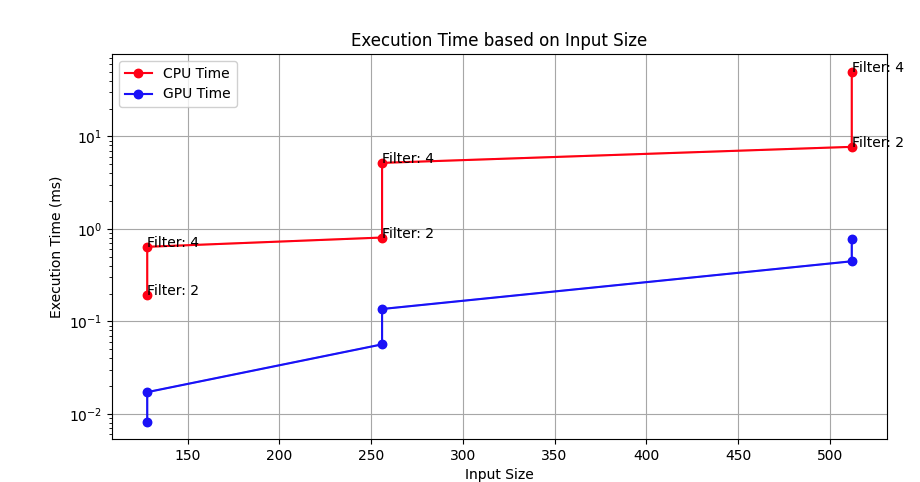 Execution Time based on Input Size
CPU Time
GPU Time
Filter: 4
Filter: 2
Filter: 4
Filter: 2
Filter: 4
Filter: 2
Execution Time (ms)
10¹
10⁰
10⁻¹
10⁻²
150 200 250 300 350 400 450 500
Input Size